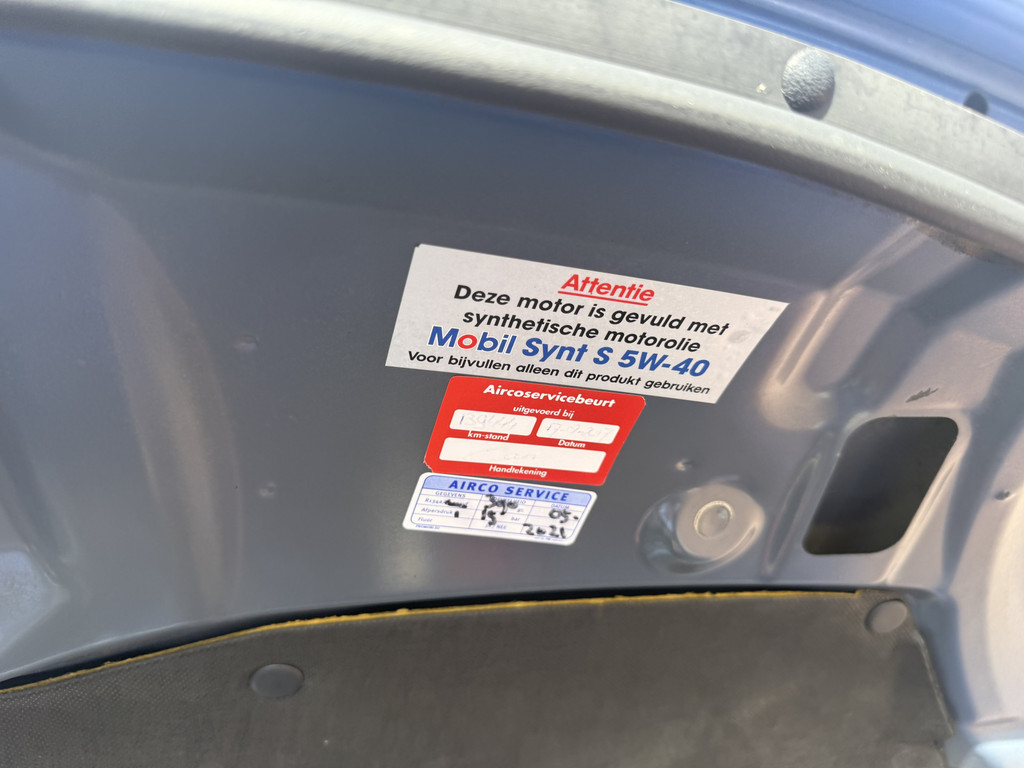 Attentie
Deze motor is gevuld met
synthetische motorolie
Mobil Synt S 5W-40
Voor bijvullen alleen dit produkt gebruiken
Aircoservicebeurt
uitgevoerd bij
km-stand Datum
Handtekening
AIRCO SERVICE
GEGEVENS
Afpersdruk